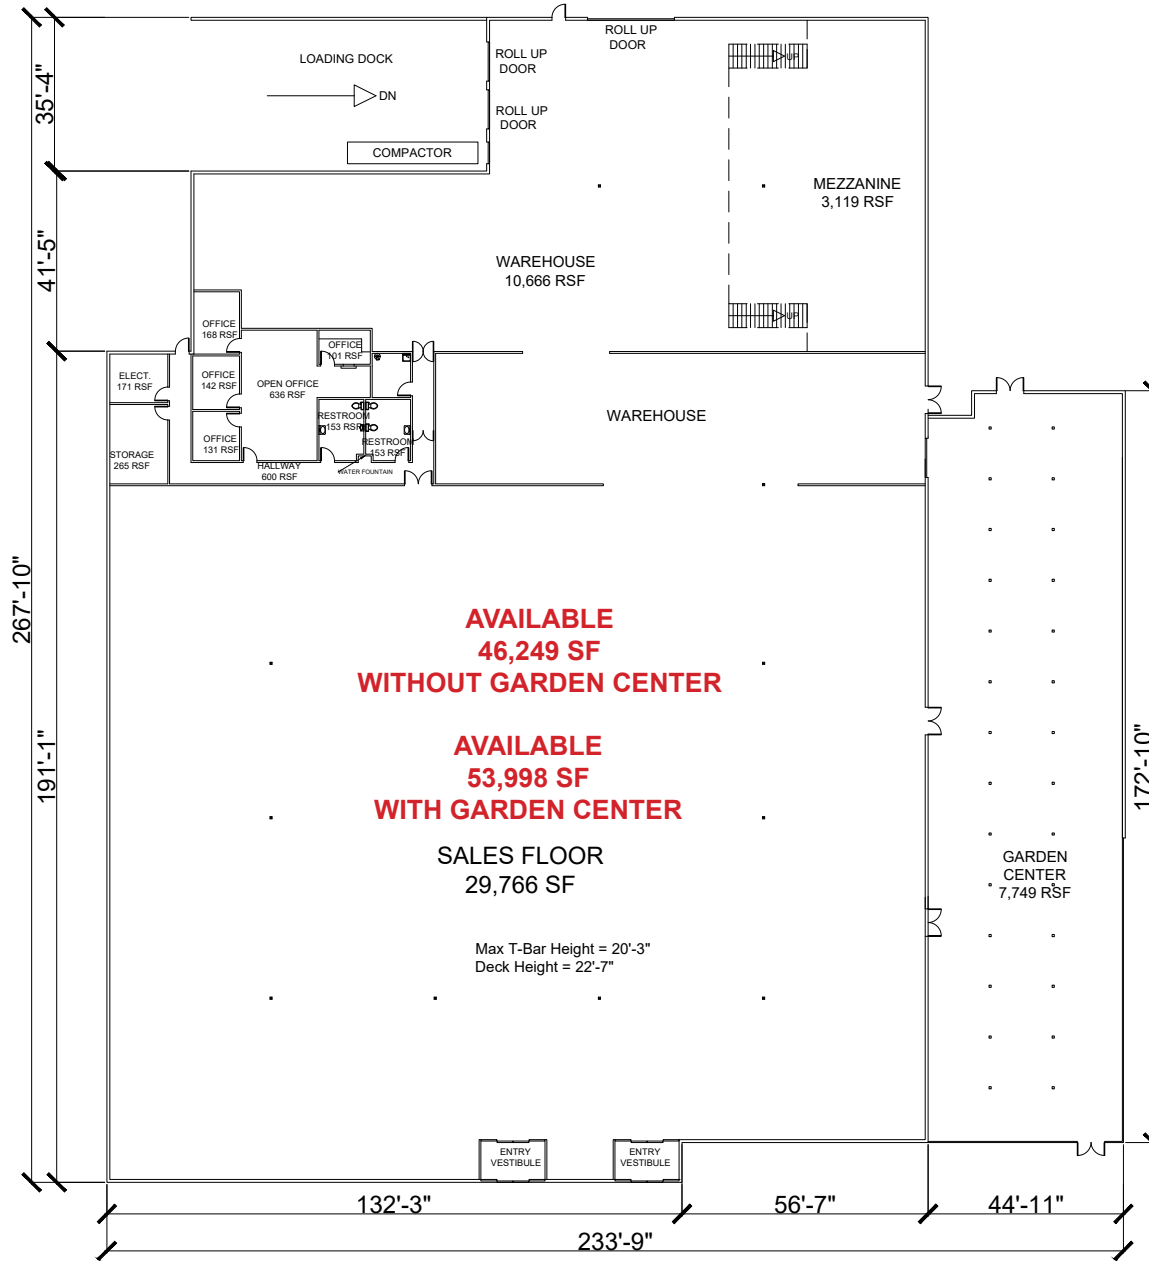 ROLL UP
DOOR
LOADING DOCK
ROLL UP
DOOR
UP
DN
ROLL UP
DOOR
COMPACTOR
35'-4"
MEZZANINE
3,119 RSF
41'-5"
WAREHOUSE
10,666 RSF
UP
OFFICE
168 RSF
OFFICE
101 RSF
ELECT.
171 RSF
OFFICE
142 RSF
OPEN OFFICE
636 RSF
WAREHOUSE
RESTROOM
153 RSF
OFFICE
131 RSF
RESTROOM
153 RSF
STORAGE
265 RSF
HALLWAY
600 RSF
WATER FOUNTAIN
267'-10"
AVAILABLE
46,249 SF
WITHOUT GARDEN CENTER
AVAILABLE
53,998 SF
WITH GARDEN CENTER
191'-1"
172'-10"
SALES FLOOR
29,766 SF
GARDEN
CENTER
7,749 RSF
Max T-Bar Height = 20'-3"
Deck Height = 22'-7"
ENTRY
VESTIBULE
ENTRY
VESTIBULE
132'-3"
56'-7"
44'-11"
233'-9"